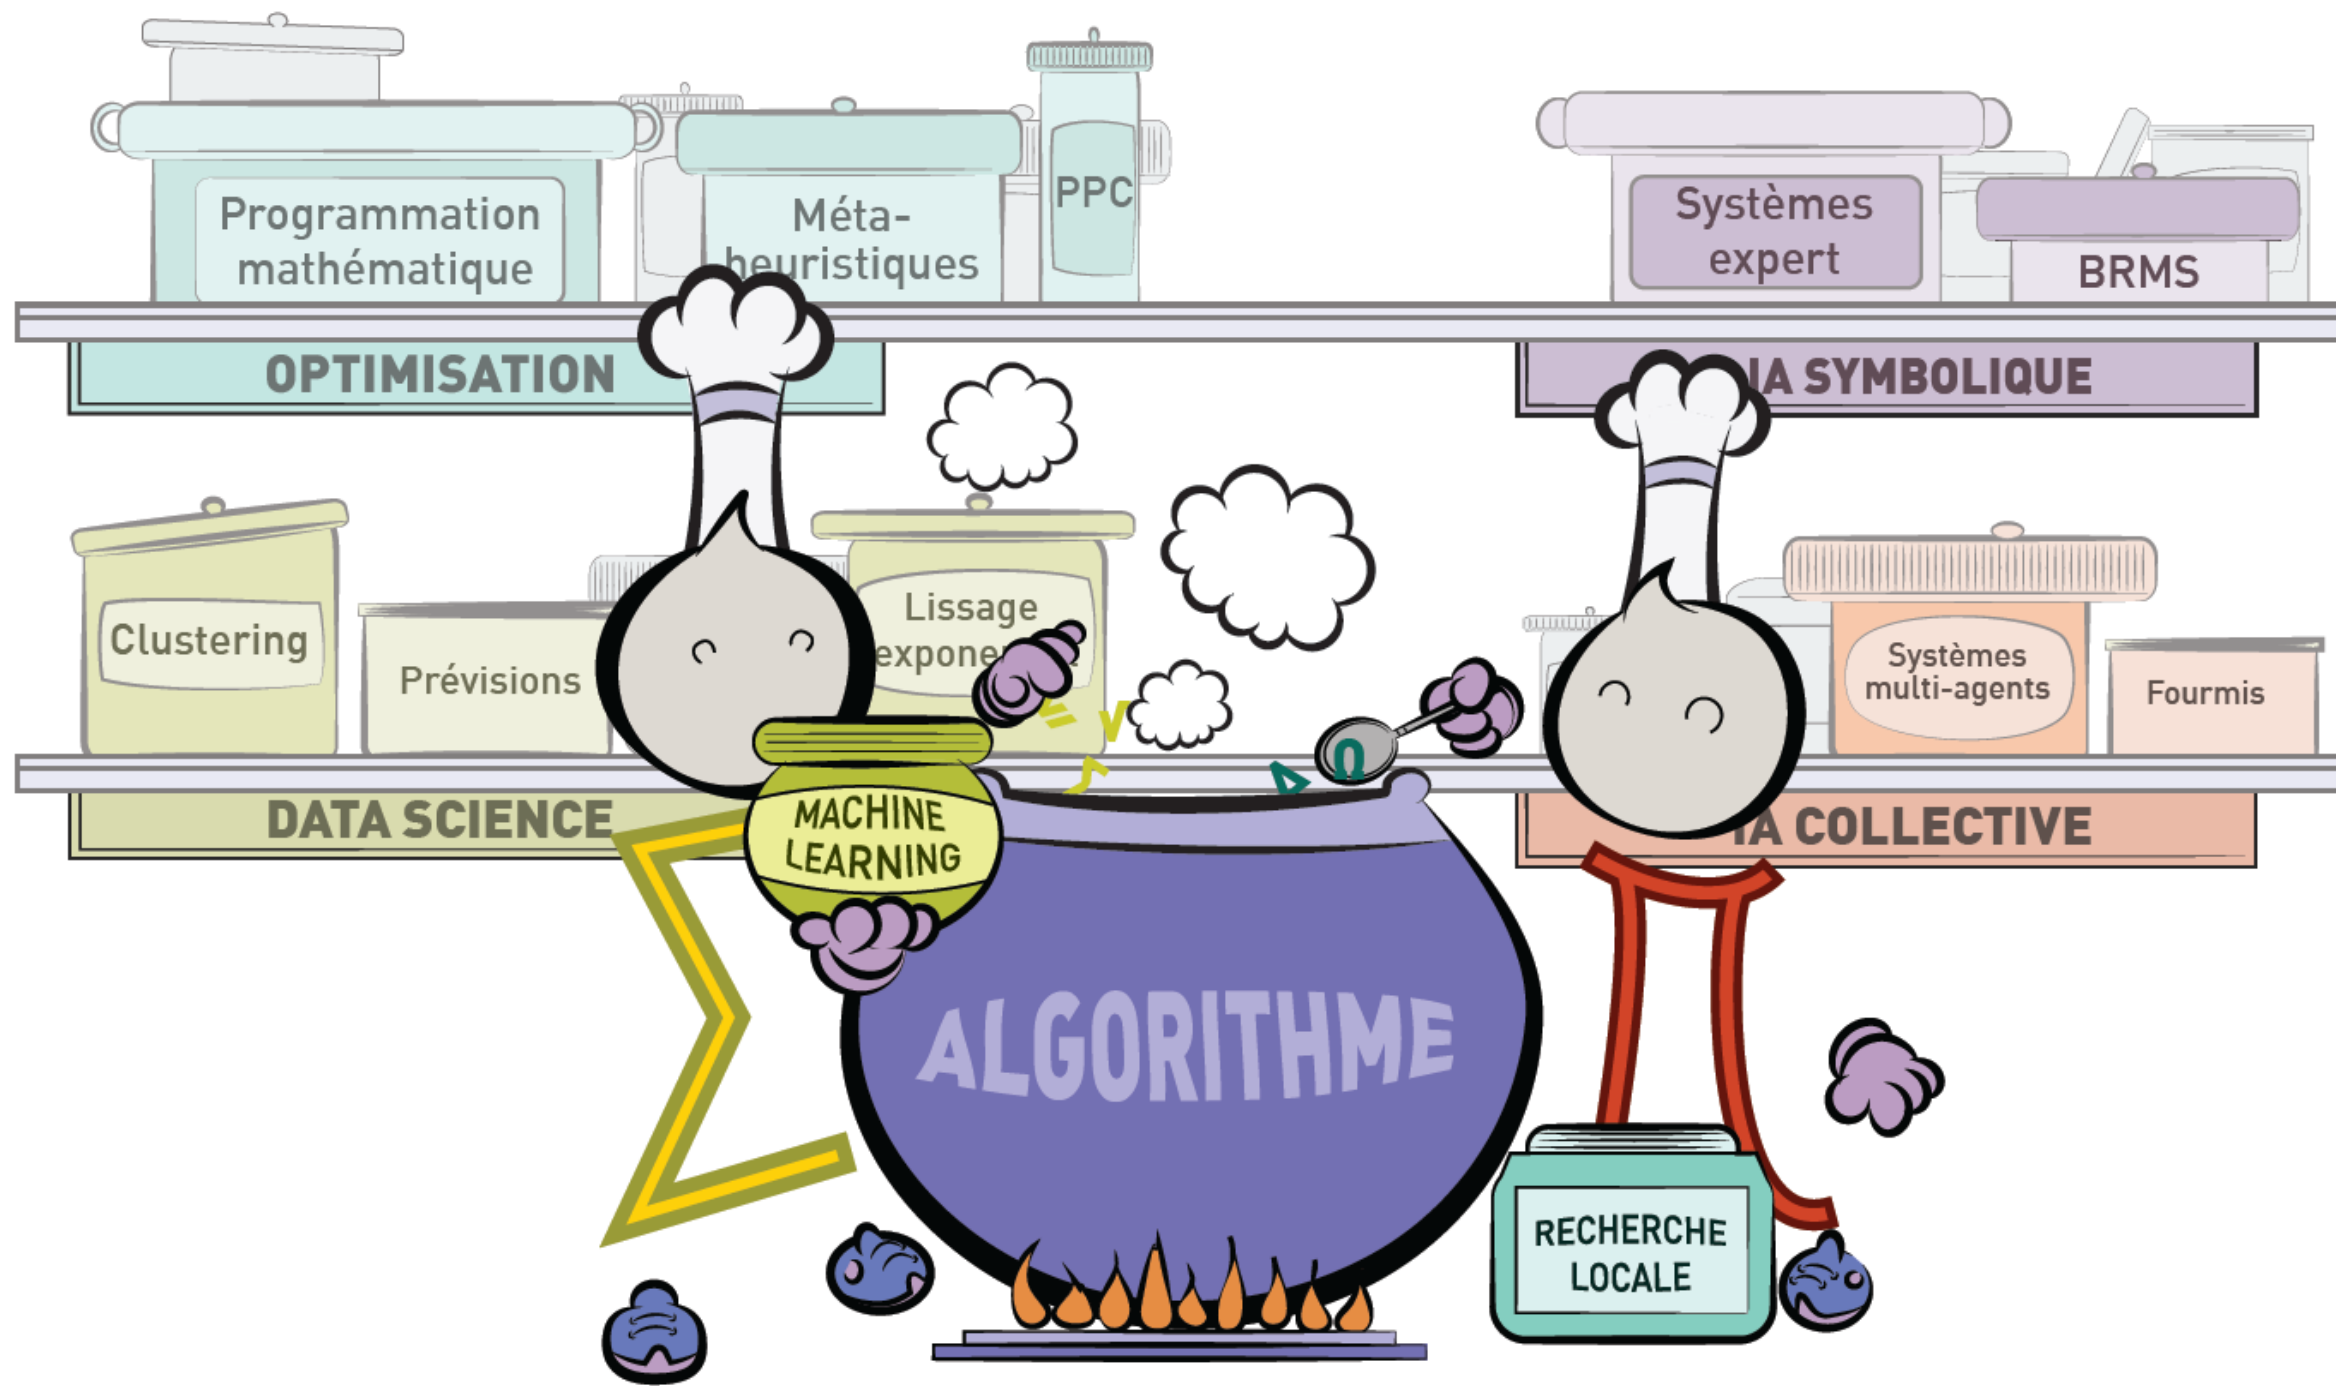 Programmation
mathématique
Méta-
heuristiques
PPC
Systèmes
expert
BRMS
OPTIMISATION
IA SYMBOLIQUE
Clustering
Prévisions
Lissage
Systèmes
multi-agents
Fourmis
DATA SCIENCE
IA COLLECTIVE
MACHINE
LEARNING
√
Δ
Ω
ALGORITHME
RECHERCHE
LOCALE